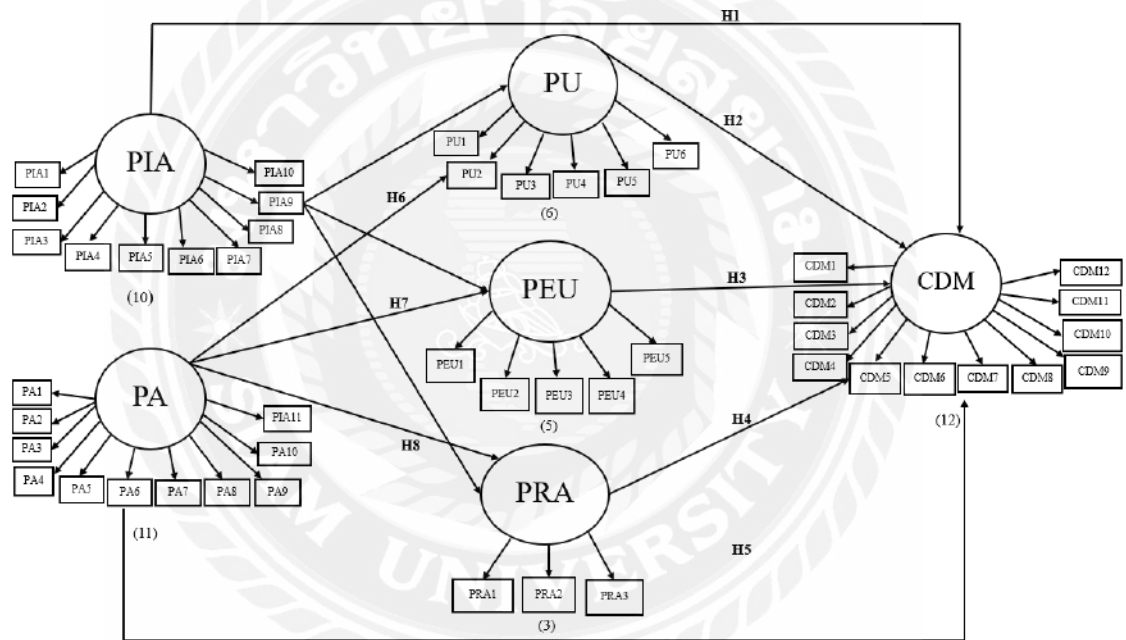 H1
PU
PU1
PU2
PU3
PU4
PU5
PU6
(6)
H2
PIA
PIA1
PIA2
PIA3
PIA4
PIA5
PIA6
PIA7
PIA8
PIA9
PIA10
(10)
H6
PEU
PEU1
PEU2
PEU3
PEU4
PEU5
(5)
H3
H7
CDM
CDM1
CDM2
CDM3
CDM4
CDM5
CDM6
CDM7
CDM8
CDM9
CDM10
CDM11
CDM12
(12)
PA
PA1
PA2
PA3
PA4
PA5
PA6
PA7
PA8
PA9
PA10
PIA11
(11)
H8
H4
PRA
PRA1
PRA2
PRA3
(3)
H5
UNIVERSITY